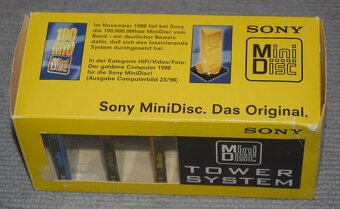 Im November 1998 lief bei Sony
die 100.000.000ste MiniDisc vom
Band - ein deutlicher Beweis
dafür, daß sich das faszinierende
System durchgesetzt hat.
In der Kategorie HiFi/Video/Foto:
Der goldene Computer 1998
für die Sony MiniDisc!
(Ausgabe Computerbild 23/98)
100
SONY
Mini
Disc
Sony MiniDisc. Das Original.
SONY
Mini
Disc
TOWER
SYSTEM